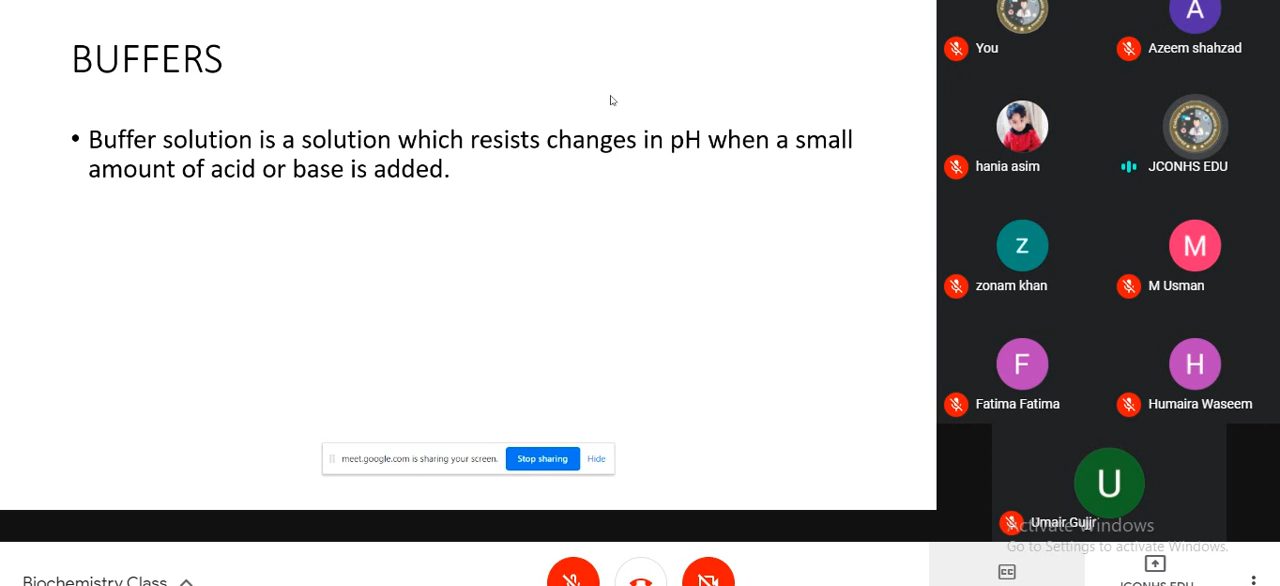 BUFFERS
• Buffer solution is a solution which resists changes in pH when a small
amount of acid or base is added.
meet.google.com is sharing your screen.
Stop sharing
Hide
A
You
Azeem shahzad
hania asim
JCONHS EDU
z
M
zonam khan
M Usman
F
H
Fatima Fatima
Humaira Waseem
U
Umair Gujjr
Activate Windows
Go to Settings to activate Windows.
Biochemistry Class
CC
JCONHS EDU